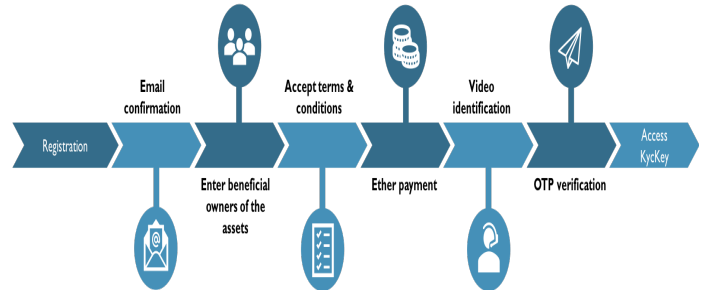 Registration
Email
confirmation
Enter beneficial
owners of the
assets
Accept terms &
conditions
Ether payment
Video
identification
OTP verification
Access
KycKey
@